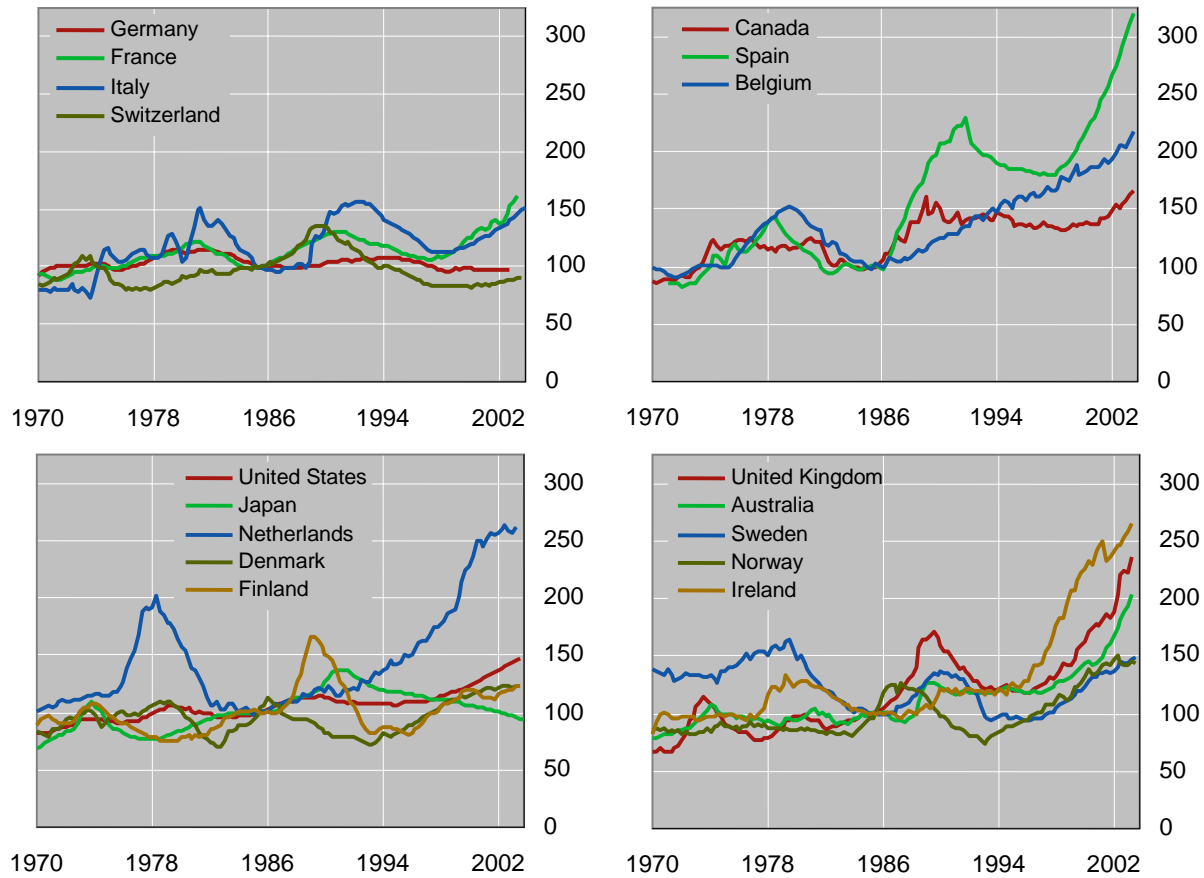 Germany
France
Italy
Switzerland
300
250
200
150
100
50
0
1970 1978 1986 1994 2002
Canada
Spain
Belgium
300
250
200
150
100
50
0
1970 1978 1986 1994 2002
United States
Japan
Netherlands
Denmark
Finland
300
250
200
150
100
50
0
1970 1978 1986 1994 2002
United Kingdom
Australia
Sweden
Norway
Ireland
300
250
200
150
100
50
0
1970 1978 1986 1994 2002